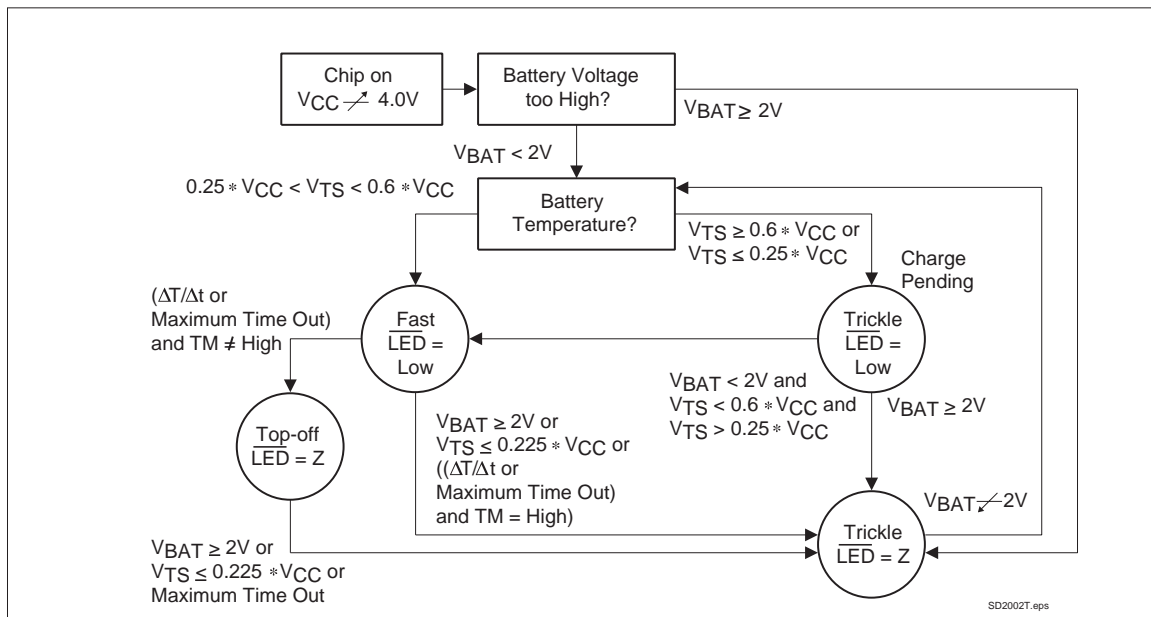 Chip on
VCC ↗ 4.0V
Battery Voltage
too High?
VBAT ≥ 2V
VBAT < 2V
0.25 * VCC < VTS < 0.6 * VCC
Battery
Temperature?
VTS ≥ 0.6 * VCC or
VTS ≤ 0.25 * VCC
Charge
Pending
(ΔT/Δt or
Maximum Time Out)
and TM ≠ High
Fast
L̅E̅D̅ =
Low
Trickle
L̅E̅D̅ =
Low
VBAT < 2V and
VTS < 0.6 * VCC and
VTS > 0.25 * VCC
VBAT ≥ 2V
Top-off
L̅E̅D̅ = Z
VBAT ≥ 2V or
VTS ≤ 0.225 * VCC or
((ΔT/Δt or
Maximum Time Out)
and TM = High)
VBAT ↙ 2V
Trickle
L̅E̅D̅ = Z
VBAT ≥ 2V or
VTS ≤ 0.225 * VCC or
Maximum Time Out
SD2002T.eps